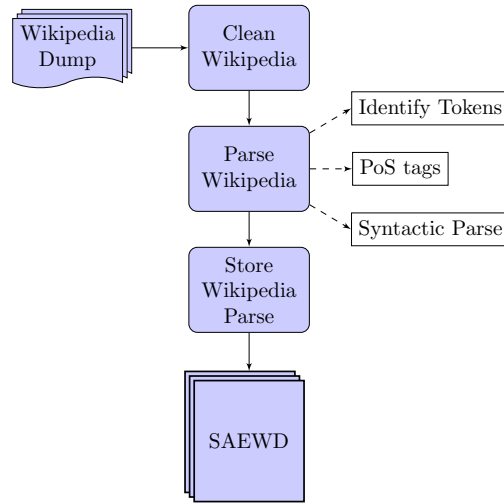 Wikipedia
Dump
Clean
Wikipedia
Identify Tokens
Parse
Wikipedia
PoS tags
Syntactic Parse
Store
Wikipedia
Parse
SAEWD